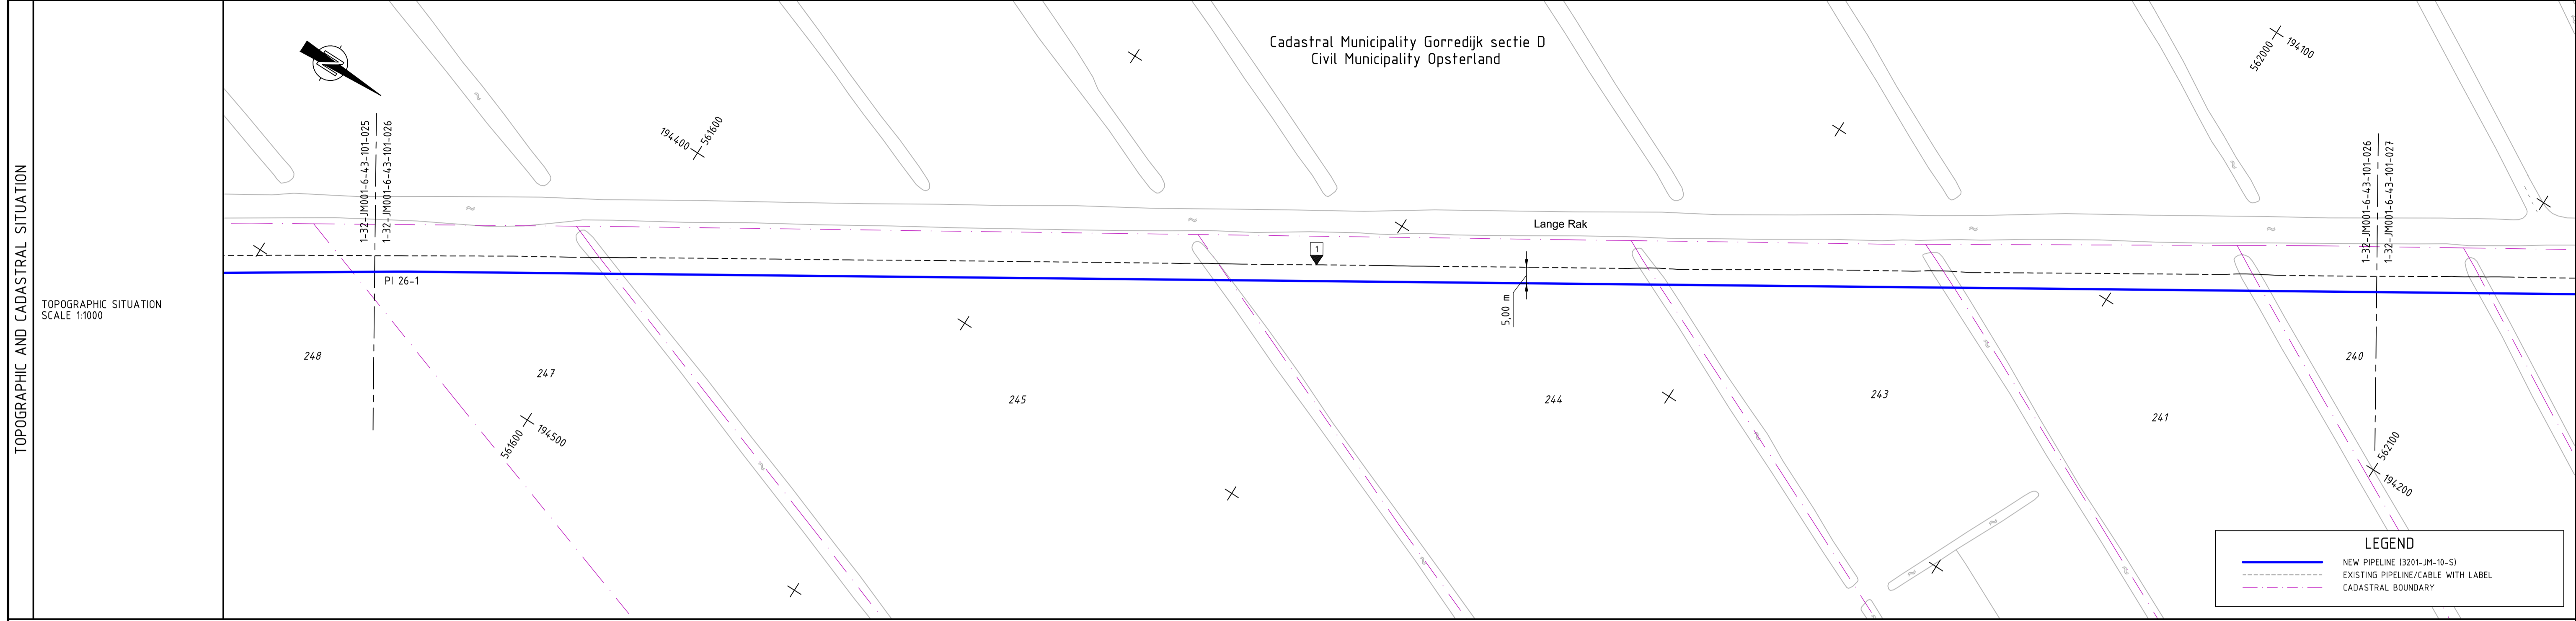 TOPOGRAPHIC AND CADASTRAL SITUATION
TOPOGRAPHIC SITUATION
SCALE 1:1000
Cadastral Municipality Gorredijk sectie D
Civil Municipality Opsterland
N
1-32-JM001-6-43-101-025
1-32-JM001-6-43-101-026
194400
561600
562000
194100
1-32-JM001-6-43-101-026
1-32-JM001-6-43-101-027
Lange Rak
1
PI 26-1
5,00 m
248
247
245
244
243
241
240
561600
194500
562100
194200
LEGEND
NEW PIPELINE (3201-JM-10-S)
EXISTING PIPELINE/CABLE WITH LABEL
CADASTRAL BOUNDARY